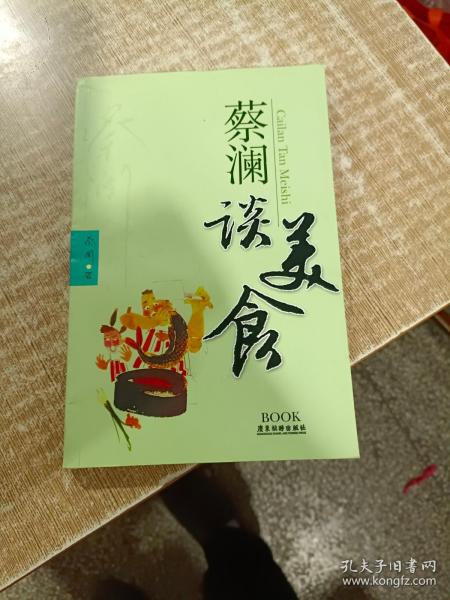 蔡澜
Cailan Tan Meishi
谈美食
蔡澜·著
BOOK
广东旅游出版社
孔夫子旧书网
www.kongfz.com